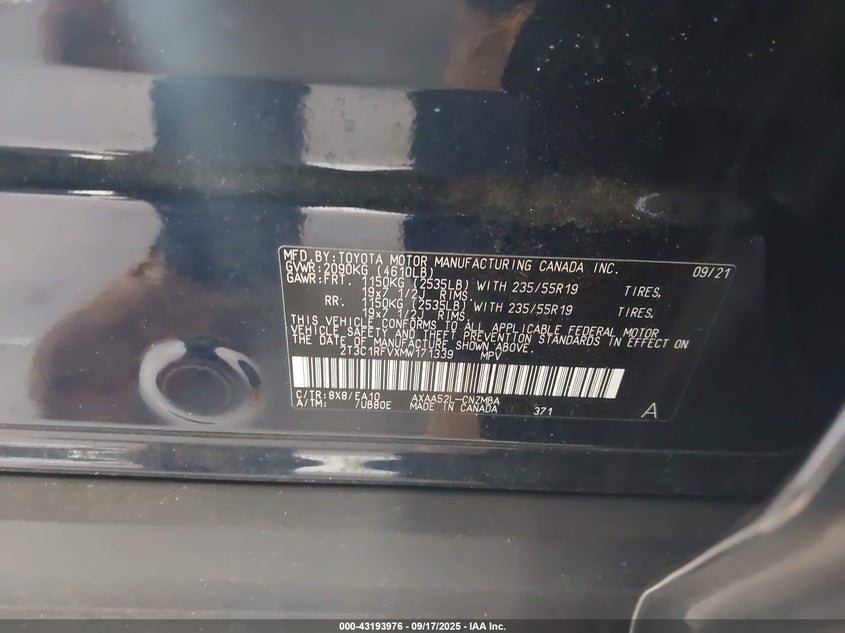 MFD.BY:TOYOTA MOTOR MANUFACTURING CANADA INC. 09/21
GVWR:2090KG (4610LB)
GAWR:FRT. 1150KG (2535LB) WITH 235/55R19 TIRES,
19x7 1/2J RIMS.
RR. 1150KG (2535LB) WITH 235/55R19 TIRES,
19x7 1/2J RIMS.
THIS VEHICLE CONFORMS TO ALL APPLICABLE FEDERAL MOTOR
VEHICLE SAFETY AND THEFT PREVENTION STANDARDS IN EFFECT ON
THE DATE OF MANUFACTURE SHOWN ABOVE.
2T3C1RFVXMW171339 MPV
C/TR:8X8/EA10 AXAA52L-CNZMBA
A/TM: /UB80E MADE IN CANADA 371 A
000-43193976 - 09/17/2025 - IAA Inc.